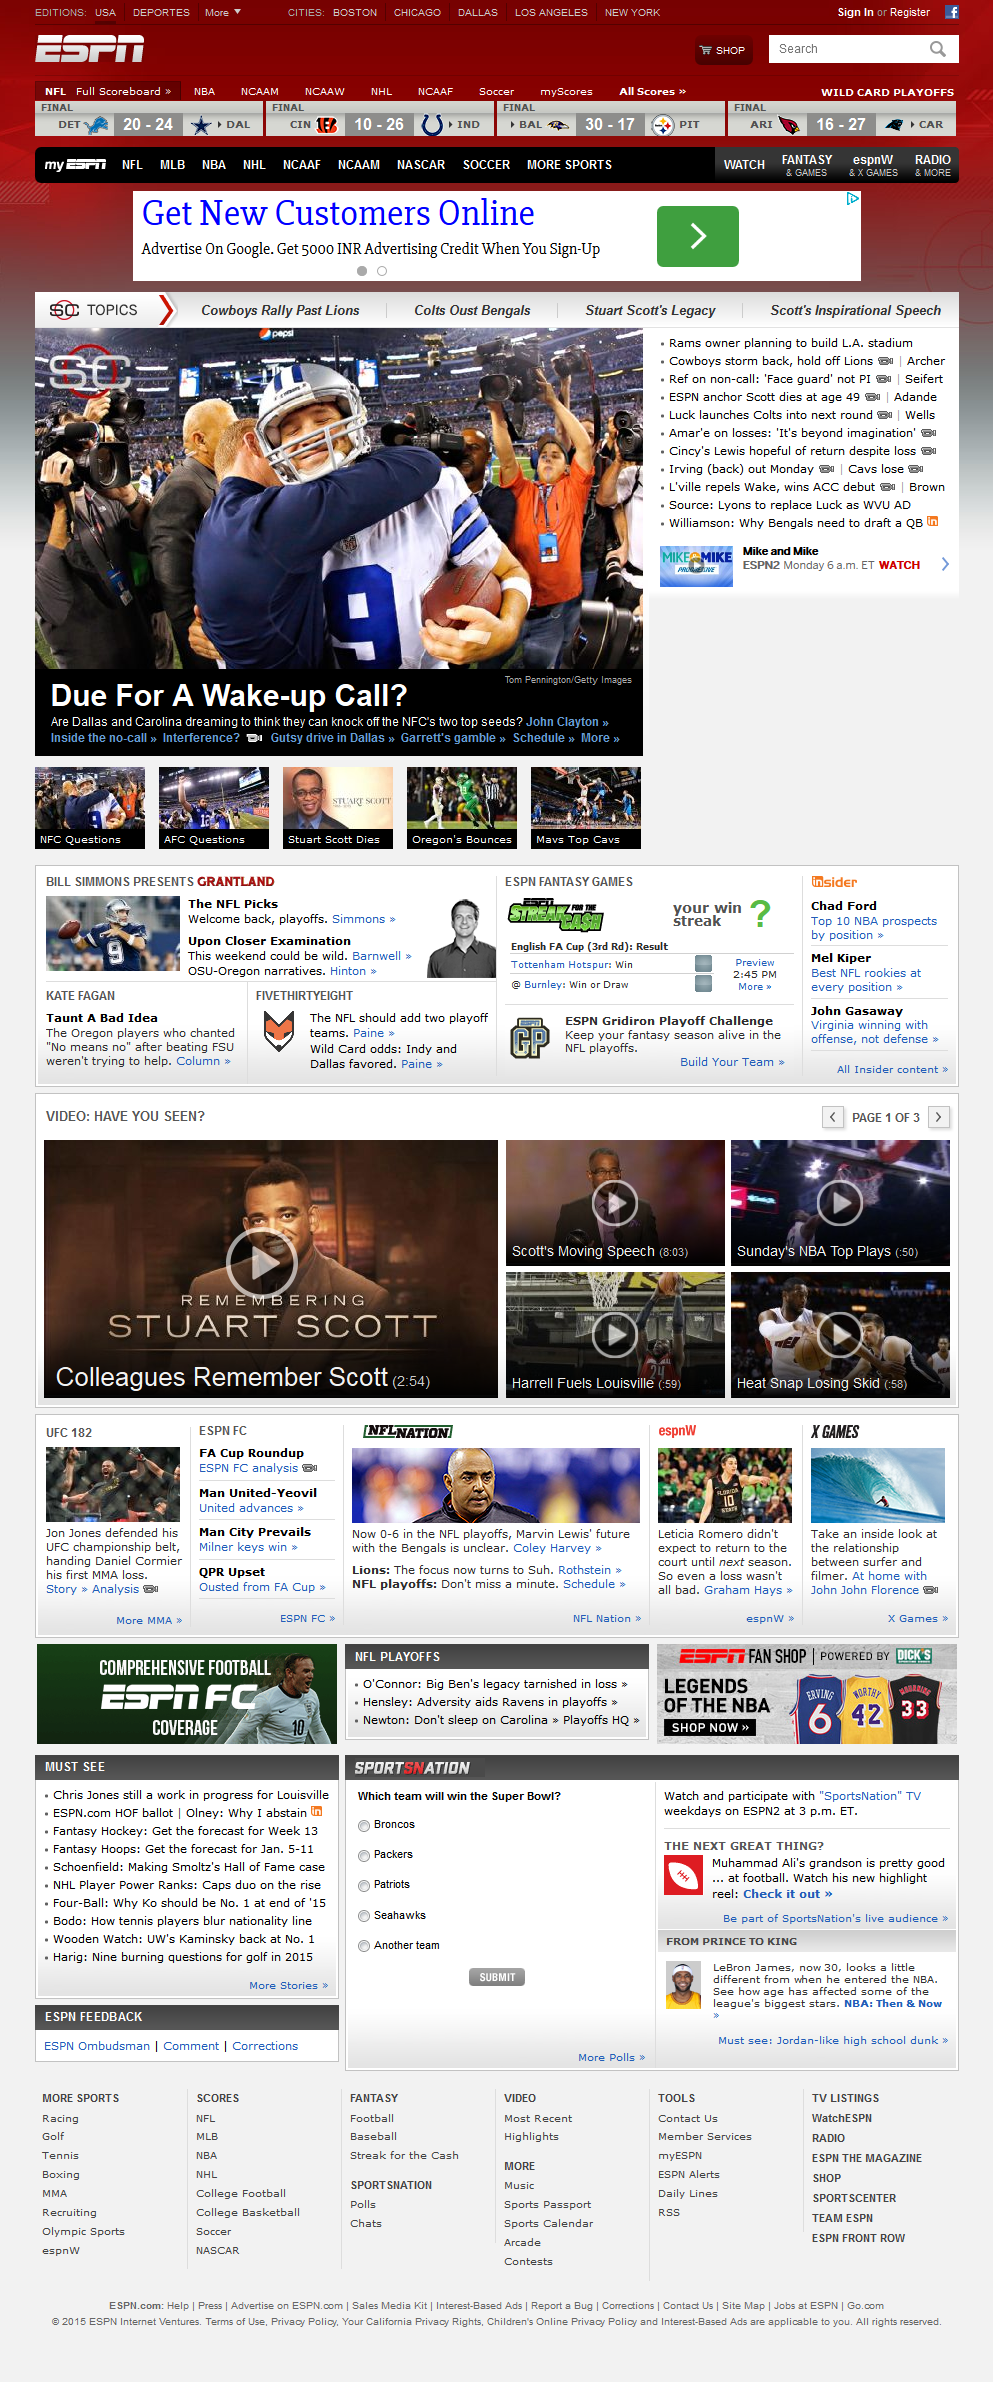 EDITIONS: USA DEPORTES More CITIES: BOSTON CHICAGO DALLAS LOS ANGELES NEW YORK Sign In or Register
ESPN SHOP Search
NFL Full Scoreboard » NBA NCAAM NCAAW NHL NCAAF Soccer myScores All Scores » WILD CARD PLAYOFFS
FINAL FINAL FINAL FINAL
DET 20 - 24 DAL CIN 10 - 26 IND BAL 30 - 17 PIT ARI 16 - 27 CAR
myESPN NFL MLB NBA NHL NCAAF NCAAM NASCAR SOCCER MORE SPORTS WATCH FANTASY & GAMES espnW & X GAMES RADIO & MORE
Get New Customers Online
Advertise On Google. Get 5000 INR Advertising Credit When You Sign-Up
SC TOPICS Cowboys Rally Past Lions Colts Oust Bengals Stuart Scott's Legacy Scott's Inspirational Speech
pepsi
SC
9
Tom Pennington/Getty Images
Due For A Wake-up Call?
Are Dallas and Carolina dreaming to think they can knock off the NFC's two top seeds? John Clayton »
Inside the no-call » Interference? Gutsy drive in Dallas » Garrett's gamble » Schedule » More »
Rams owner planning to build L.A. stadium
Cowboys storm back, hold off Lions | Archer
Ref on non-call: 'Face guard' not PI | Seifert
ESPN anchor Scott dies at age 49 | Adande
Luck launches Colts into next round | Wells
Amar'e on losses: 'It's beyond imagination'
Cincy's Lewis hopeful of return despite loss
Irving (back) out Monday | Cavs lose
L'ville repels Wake, wins ACC debut | Brown
Source: Lyons to replace Luck as WVU AD
Williamson: Why Bengals need to draft a QB in
MIKE & MIKE
PROGRESSIVE
Mike and Mike
ESPN2 Monday 6 a.m. ET WATCH
STUART SCOTT
NFC Questions AFC Questions Stuart Scott Dies Oregon's Bounces Mavs Top Cavs
BILL SIMMONS PRESENTS GRANTLAND
The NFL Picks
Welcome back, playoffs. Simmons »
Upon Closer Examination
This weekend could be wild. Barnwell »
OSU-Oregon narratives. Hinton »
KATE FAGAN
Taunt A Bad Idea
The Oregon players who chanted
"No means no" after beating FSU
weren't trying to help. Column »
FIVETHIRTYEIGHT
The NFL should add two playoff
teams. Paine »
Wild Card odds: Indy and
Dallas favored. Paine »
ESPN FANTASY GAMES
ESPN STREAK FOR THE CASH
your win streak ?
English FA Cup (3rd Rd): Result
Tottenham Hotspur: Win
@ Burnley: Win or Draw
Preview
2:45 PM
More »
GP
ESPN Gridiron Playoff Challenge
Keep your fantasy season alive in the
NFL playoffs.
Build Your Team »
insider
Chad Ford
Top 10 NBA prospects
by position »
Mel Kiper
Best NFL rookies at
every position »
John Gasaway
Virginia winning with
offense, not defense »
All Insider content »
VIDEO: HAVE YOU SEEN? PAGE 1 OF 3
REMEMBERING
STUART SCOTT
Colleagues Remember Scott (2:54)
Scott's Moving Speech (8:03)
Sunday's NBA Top Plays (:50)
Harrell Fuels Louisville (:59)
Heat Snap Losing Skid (:58)
UFC 182
Jon Jones defended his
UFC championship belt,
handing Daniel Cormier
his first MMA loss.
Story » Analysis
More MMA »
ESPN FC
FA Cup Roundup
ESPN FC analysis
Man United-Yeovil
United advances »
Man City Prevails
Milner keys win »
QPR Upset
Ousted from FA Cup »
ESPN FC »
NFL NATION
Now 0-6 in the NFL playoffs, Marvin Lewis' future
with the Bengals is unclear. Coley Harvey »
Lions: The focus now turns to Suh. Rothstein »
NFL playoffs: Don't miss a minute. Schedule »
NFL Nation »
espnW
FLORIDA
10
STATE
Leticia Romero didn't
expect to return to the
court until next season.
So even a loss wasn't
all bad. Graham Hays »
espnW »
X GAMES
Take an inside look at
the relationship
between surfer and
filmer. At home with
John John Florence
X Games »
COMPREHENSIVE FOOTBALL
ESPN FC
COVERAGE
10
NFL PLAYOFFS
O'Connor: Big Ben's legacy tarnished in loss »
Hensley: Adversity aids Ravens in playoffs »
Newton: Don't sleep on Carolina » Playoffs HQ »
ESPN FAN SHOP | POWERED BY DICK'S
LEGENDS
OF THE NBA
SHOP NOW »
ERVING 6 WORTHY 42 33
MUST SEE
Chris Jones still a work in progress for Louisville
ESPN.com HOF ballot | Olney: Why I abstain in
Fantasy Hockey: Get the forecast for Week 13
Fantasy Hoops: Get the forecast for Jan. 5-11
Schoenfield: Making Smoltz's Hall of Fame case
NHL Player Power Ranks: Caps duo on the rise
Four-Ball: Why Ko should be No. 1 at end of '15
Bodo: How tennis players blur nationality line
Wooden Watch: UW's Kaminsky back at No. 1
Harig: Nine burning questions for golf in 2015
More Stories »
ESPN FEEDBACK
ESPN Ombudsman | Comment | Corrections
SPORTSNATION
Which team will win the Super Bowl?
Broncos
Packers
Patriots
Seahawks
Another team
SUBMIT
More Polls »
Watch and participate with "SportsNation" TV
weekdays on ESPN2 at 3 p.m. ET.
THE NEXT GREAT THING?
Muhammad Ali's grandson is pretty good
... at football. Watch his new highlight
reel: Check it out »
Be part of SportsNation's live audience »
FROM PRINCE TO KING
LeBron James, now 30, looks a little
different from when he entered the NBA.
See how age has affected some of the
league's biggest stars. NBA: Then & Now
»
Must see: Jordan-like high school dunk »
MORE SPORTS
Racing
Golf
Tennis
Boxing
MMA
Recruiting
Olympic Sports
espnW
SCORES
NFL
MLB
NBA
NHL
College Football
College Basketball
Soccer
NASCAR
FANTASY
Football
Baseball
Streak for the Cash
SPORTSNATION
Polls
Chats
VIDEO
Most Recent
Highlights
MORE
Music
Sports Passport
Sports Calendar
Arcade
Contests
TOOLS
Contact Us
Member Services
myESPN
ESPN Alerts
Daily Lines
RSS
TV LISTINGS
WatchESPN
RADIO
ESPN THE MAGAZINE
SHOP
SPORTSCENTER
TEAM ESPN
ESPN FRONT ROW
ESPN.com: Help | Press | Advertise on ESPN.com | Sales Media Kit | Interest-Based Ads | Report a Bug | Corrections | Contact Us | Site Map | Jobs at ESPN | Go.com
© 2015 ESPN Internet Ventures. Terms of Use, Privacy Policy, Your California Privacy Rights, Children's Online Privacy Policy and Interest-Based Ads are applicable to you. All rights reserved.